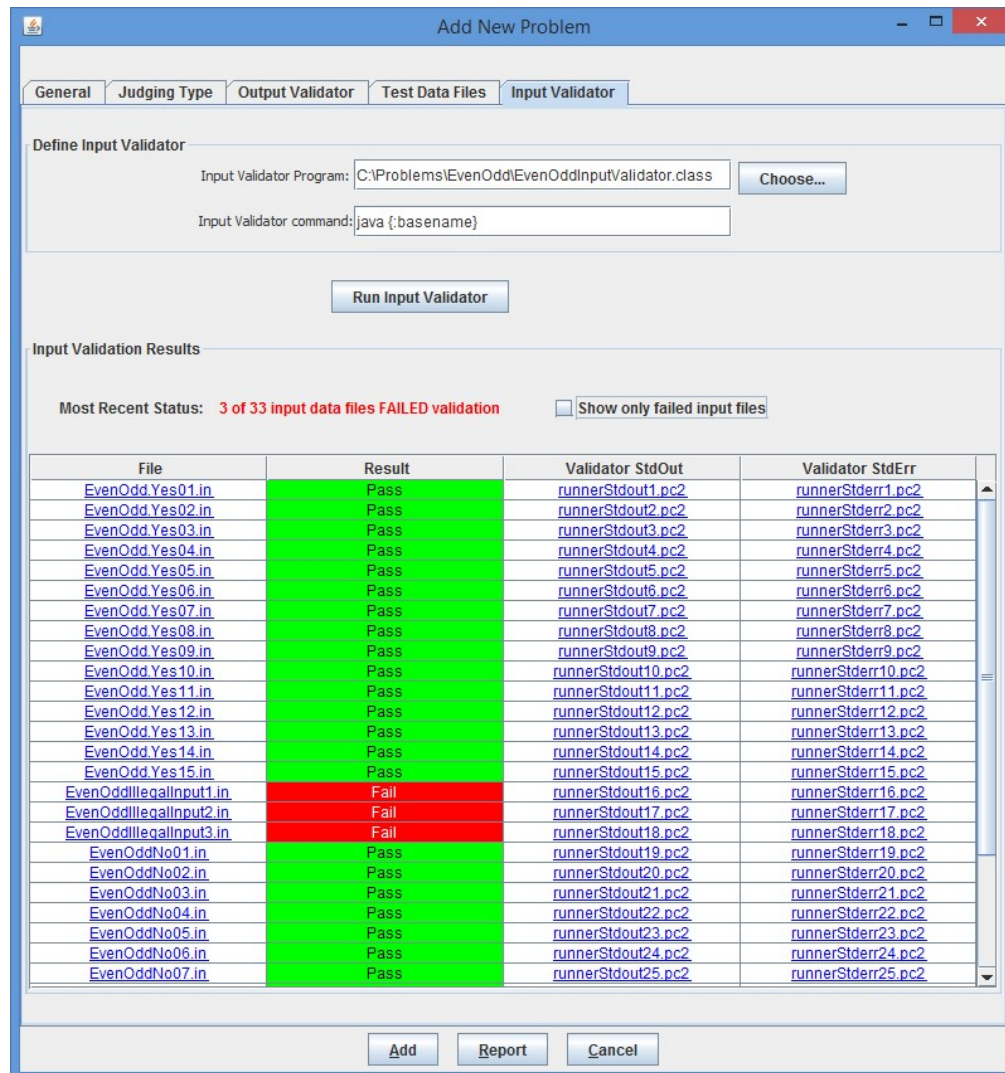 Add New Problem
General Judging Type Output Validator Test Data Files Input Validator
Define Input Validator
Input Validator Program: C:\Problems\EvenOdd\EvenOddInputValidator.class Choose...
Input Validator command: java {:basename}
Run Input Validator
Input Validation Results
Most Recent Status: 3 of 33 input data files FAILED validation Show only failed input files
File Result Validator StdOut Validator StdErr
EvenOdd.Yes01.in Pass runnerStdout1.pc2 runnerStderr1.pc2
EvenOdd.Yes02.in Pass runnerStdout2.pc2 runnerStderr2.pc2
EvenOdd.Yes03.in Pass runnerStdout3.pc2 runnerStderr3.pc2
EvenOdd.Yes04.in Pass runnerStdout4.pc2 runnerStderr4.pc2
EvenOdd.Yes05.in Pass runnerStdout5.pc2 runnerStderr5.pc2
EvenOdd.Yes06.in Pass runnerStdout6.pc2 runnerStderr6.pc2
EvenOdd.Yes07.in Pass runnerStdout7.pc2 runnerStderr7.pc2
EvenOdd.Yes08.in Pass runnerStdout8.pc2 runnerStderr8.pc2
EvenOdd.Yes09.in Pass runnerStdout9.pc2 runnerStderr9.pc2
EvenOdd.Yes10.in Pass runnerStdout10.pc2 runnerStderr10.pc2
EvenOdd.Yes11.in Pass runnerStdout11.pc2 runnerStderr11.pc2
EvenOdd.Yes12.in Pass runnerStdout12.pc2 runnerStderr12.pc2
EvenOdd.Yes13.in Pass runnerStdout13.pc2 runnerStderr13.pc2
EvenOdd.Yes14.in Pass runnerStdout14.pc2 runnerStderr14.pc2
EvenOdd.Yes15.in Pass runnerStdout15.pc2 runnerStderr15.pc2
EvenOddIllegalInput1.in Fail runnerStdout16.pc2 runnerStderr16.pc2
EvenOddIllegalInput2.in Fail runnerStdout17.pc2 runnerStderr17.pc2
EvenOddIllegalInput3.in Fail runnerStdout18.pc2 runnerStderr18.pc2
EvenOddNo01.in Pass runnerStdout19.pc2 runnerStderr19.pc2
EvenOddNo02.in Pass runnerStdout20.pc2 runnerStderr20.pc2
EvenOddNo03.in Pass runnerStdout21.pc2 runnerStderr21.pc2
EvenOddNo04.in Pass runnerStdout22.pc2 runnerStderr22.pc2
EvenOddNo05.in Pass runnerStdout23.pc2 runnerStderr23.pc2
EvenOddNo06.in Pass runnerStdout24.pc2 runnerStderr24.pc2
EvenOddNo07.in Pass runnerStdout25.pc2 runnerStderr25.pc2
Add Report Cancel